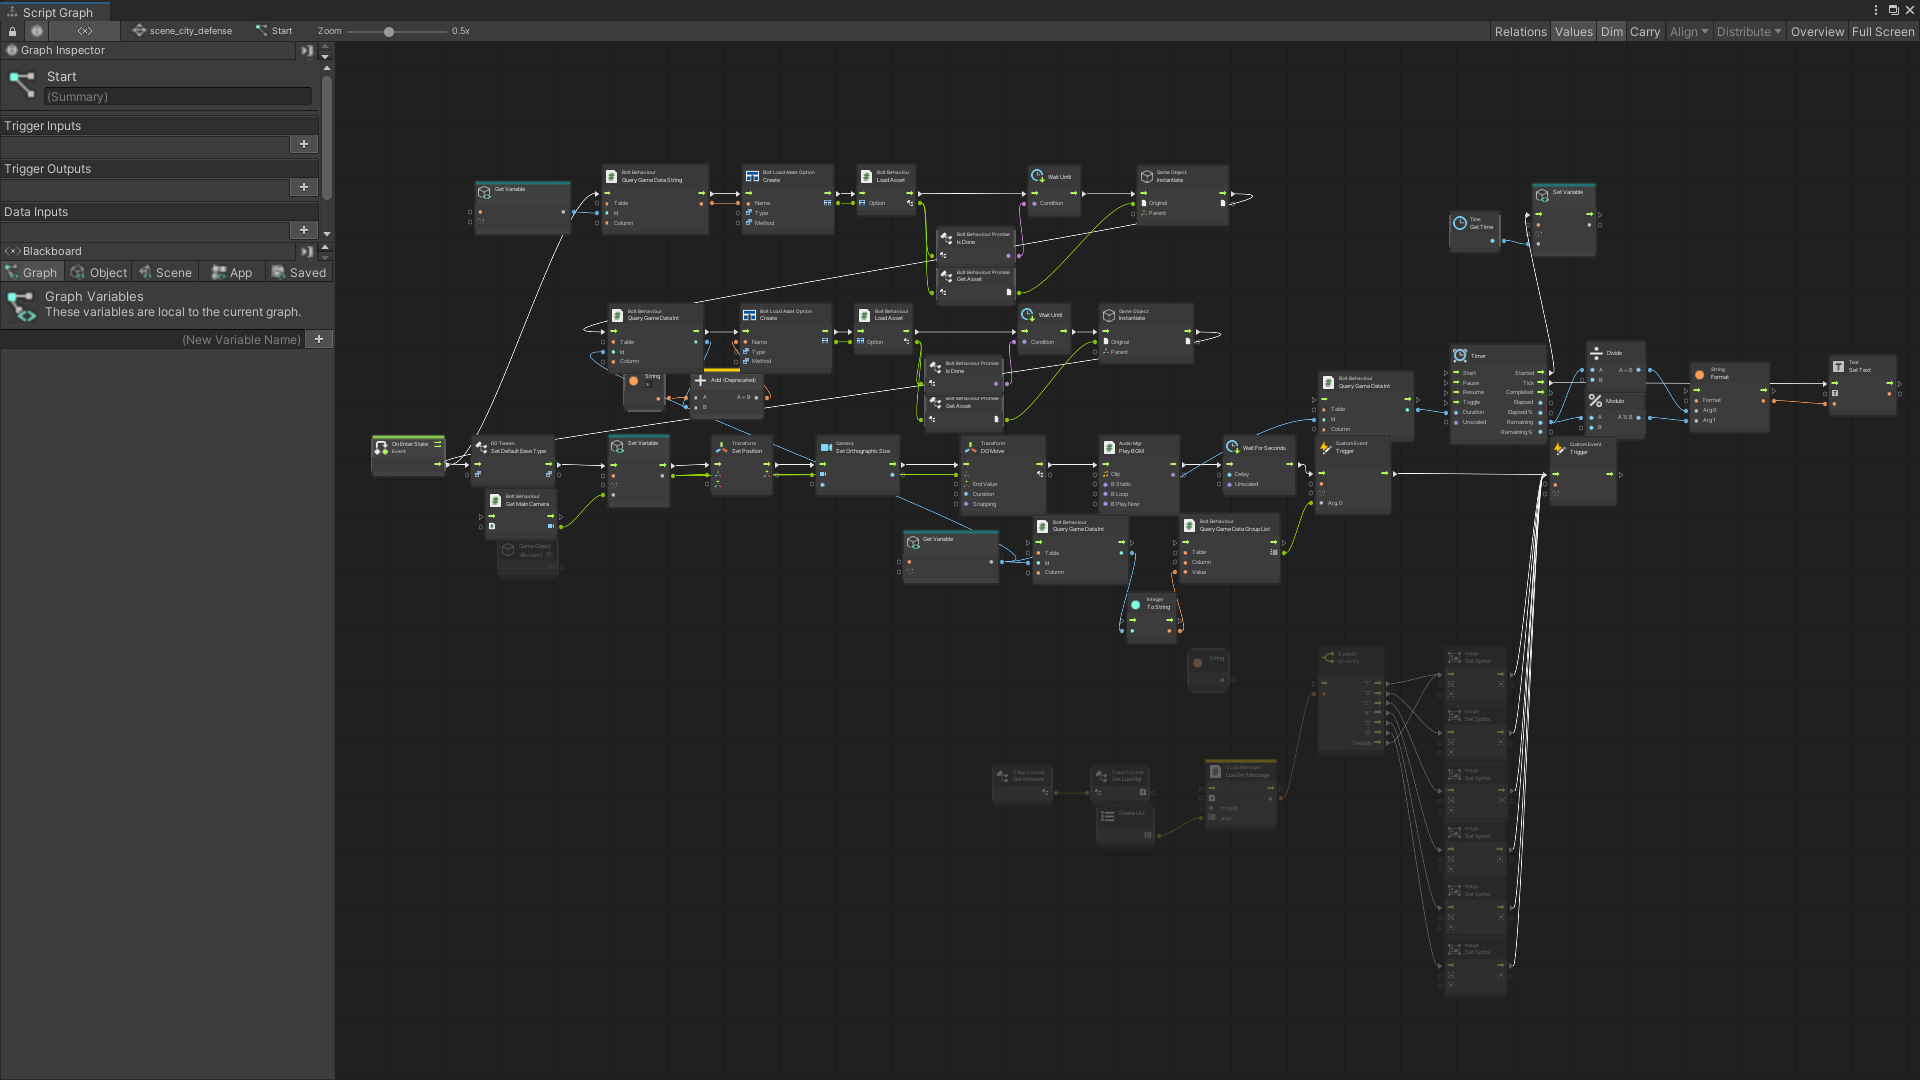 Script Graph
scene_city_defense
Start
Zoom
0.5x
Relations
Values
Dim
Carry
Align
Distribute
Overview
Full Screen
Graph Inspector
Start
(Summary)
Trigger Inputs
Trigger Outputs
Data Inputs
Blackboard
Graph
Object
Scene
App
Saved
Graph Variables
These variables are local to the current graph.
(New Variable Name)
Get Variable
Bolt Behaviour
Query Game Data String
Table
Id
Column
Bolt Load Asset Option
Create
Name
Type
Method
Bolt Behaviou
Load Asset
Option
Wait Until
Condition
Game Object
Instantiate
Original
Parent
Bolt Behaviour Promise
Is Done
Bolt Behaviour Promise
Get Asset
Time
Get Time
Set Variable
Bolt Behaviour
Query Game Data Int
Table
Id
Column
Bolt Load Asset Option
Create
Name
Type
Method
Bolt Behaviou
Load Asset
Option
Wait Until
Condition
Game Object
Instantiate
Original
Parent
Bolt Behaviour Promise
Is Done
Bolt Behaviour Promise
Get Asset
String
Add (Deprecated)
A
A + B
B
Bolt Behaviour
Query Game Data Int
Table
Id
Column
Timer
Start
Started
Pause
Tick
Resume
Completed
Toggle
Elapsed
Duration
Elapsed %
Unscaled
Remaining
Remaining %
Divide
A
A ÷ B
B
Modulo
A
A % B
B
String
Format
Format
Arg 0
Arg 1
Text
Set Text
On Enter State
Event
DO Tween
Set Default Ease Type
Set Variable
Transform
Set Position
Camera
Set Orthographic Size
Transform
DO Move
End Value
Duration
Snapping
Audio Mgr
Play BGM
Clip
B Static
B Loop
B Play Now
Wait For Seconds
Delay
Unscaled
Custom Event
Trigger
Arg. 0
Custom Event
Trigger
Bolt Behaviour
Get Main Camera
Game Object
Get Variable
Bolt Behaviour
Query Game Data Int
Table
Id
Column
Bolt Behaviour
Query Game Data Group List
Table
Column
Value
Integer
To String
String
Switch
On String
Default
Image
Set Sprite
Image
Set Sprite
Image
Set Sprite
Image
Set Sprite
Image
Set Sprite
Image
Set Sprite
Get Instance
Get Lua Mgr
Create List
Lua Get Message
_msgId
_args